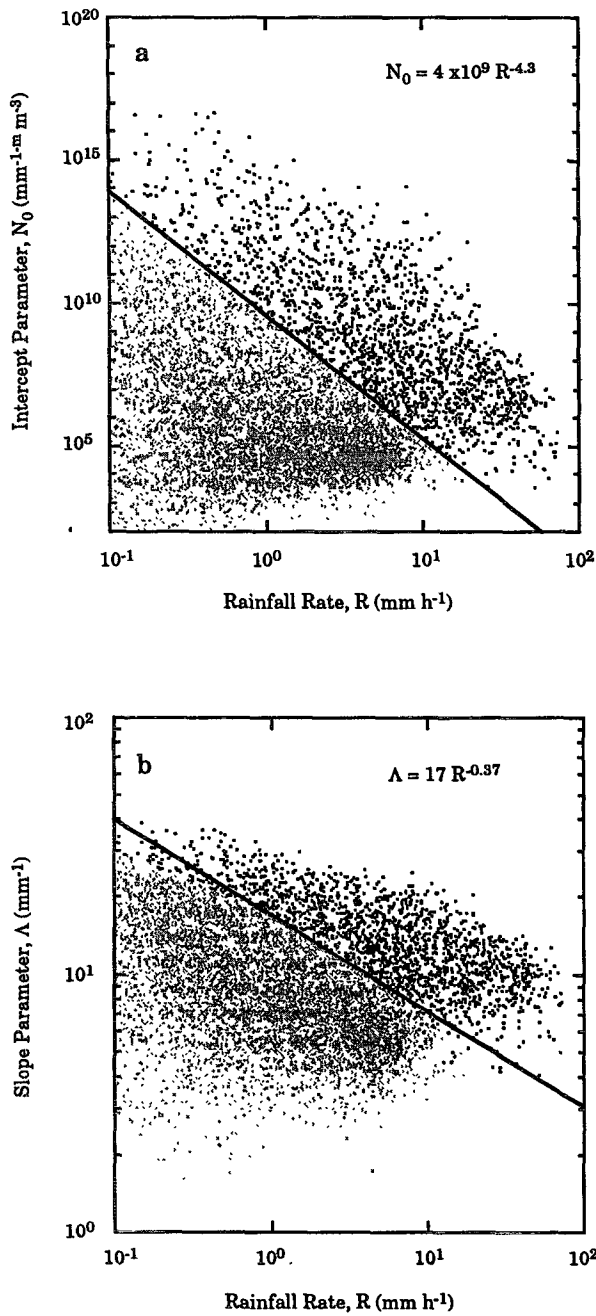 10²⁰
a
N₀ = 4 x10⁹ R⁻⁴·³
10¹⁵
10¹⁰
10⁵
Intercept Parameter, N₀ (mm⁻¹⁻ᵐ m⁻³)
10⁻¹ 10⁰ 10¹ 10²
Rainfall Rate, R (mm h⁻¹)
10²
b
Λ = 17 R⁻⁰·³⁷
10¹
10⁰
Slope Parameter, Λ (mm⁻¹)
10⁻¹ 10⁰ 10¹ 10²
Rainfall Rate, R (mm h⁻¹)